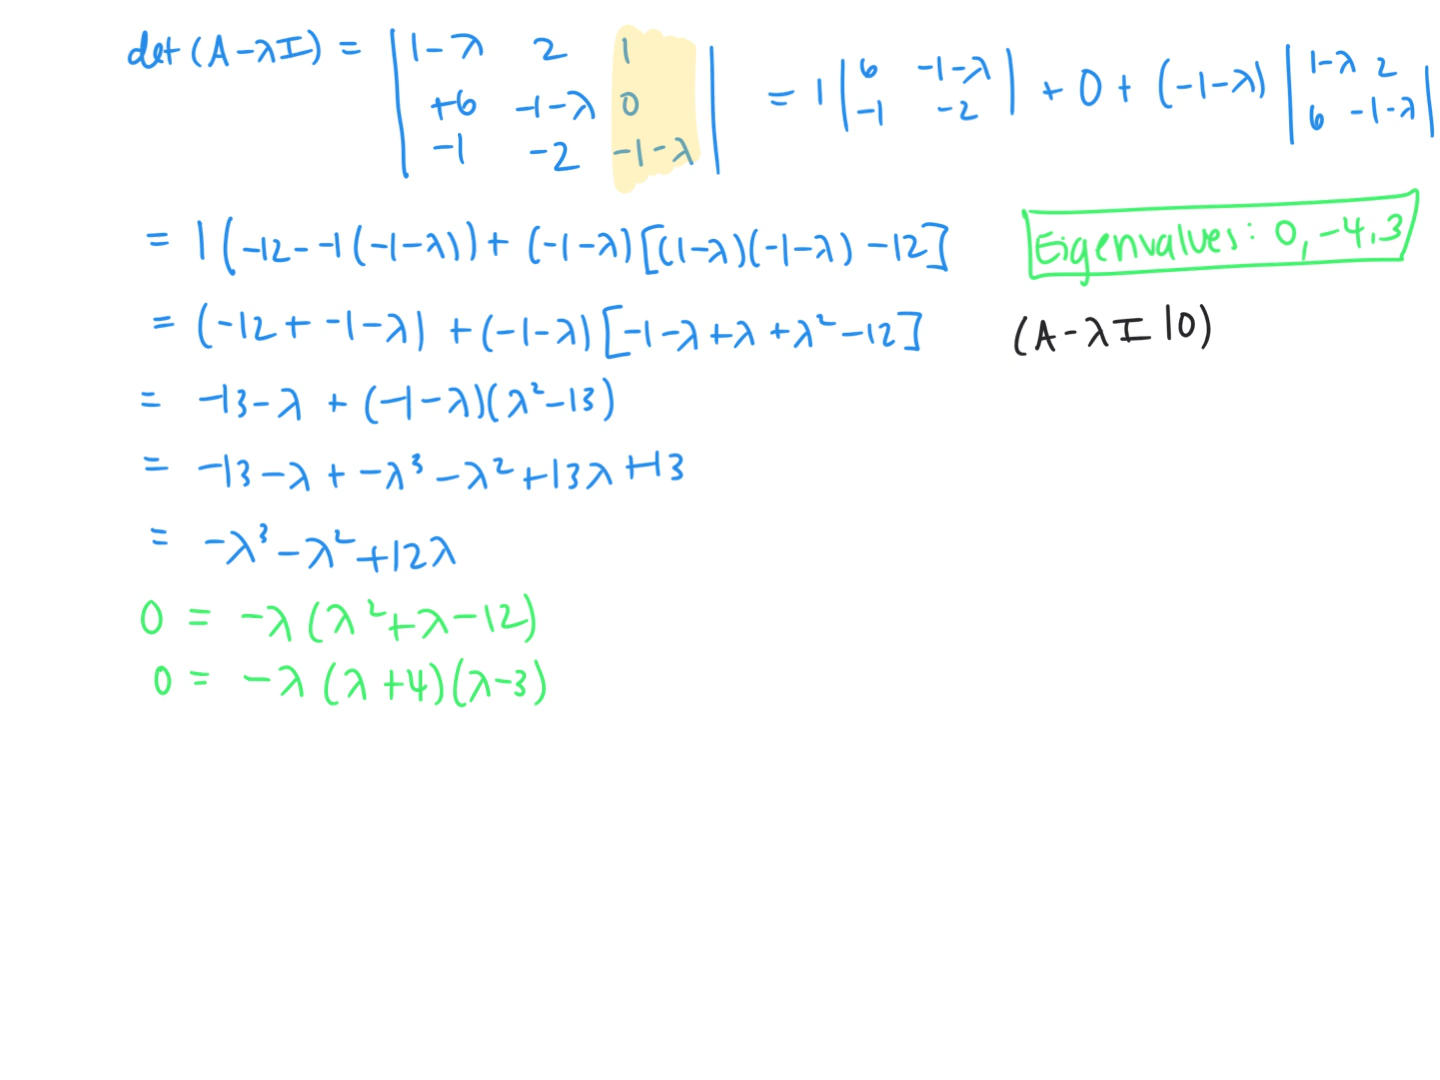 det(A-λI) = | 1-λ 2 1 | = 1 | 6 -1-λ | + 0 + (-1-λ) | 1-λ 2 |
| +6 -1-λ 0 | | -1 -2 | | 6 -1-λ |
| -1 -2 -1-λ |
= 1(-12 - -1(-1-λ)) + (-1-λ)[(1-λ)(-1-λ) -12]
Eigenvalues: 0, -4, 3
= (-12 + -1-λ) + (-1-λ)[-1-λ+λ+λ²-12]
(A-λI|0)
= -13-λ + (-1-λ)(λ²-13)
= -13-λ + -λ³-λ²+13λ+13
= -λ³-λ²+12λ
0 = -λ(λ²+λ-12)
0 = -λ(λ+4)(λ-3)